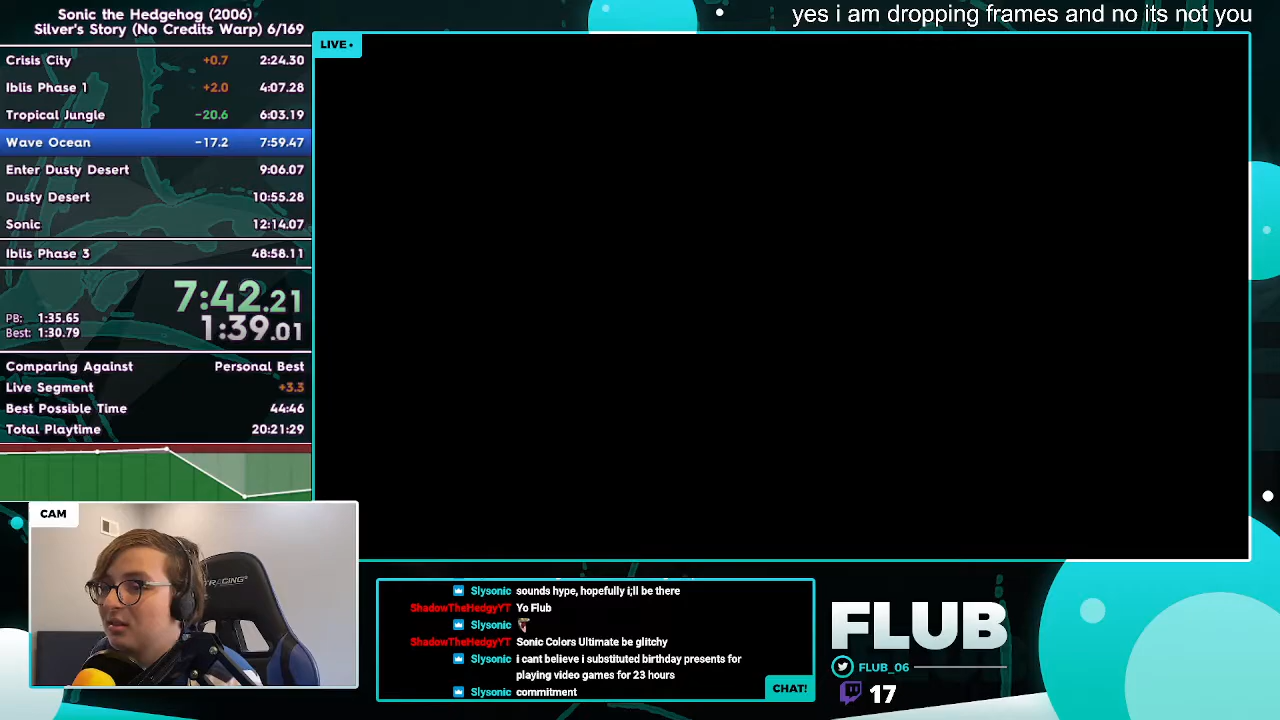 yes i am dropping frames and no its not you
Sonic the Hedgehog (2006)
Silver's Story (No Credits Warp) 6/169
Crisis City +0.7 2:24.30
Iblis Phase 1 +2.0 4:07.28
Tropical Jungle -20.6 6:03.19
Wave Ocean -17.2 7:59.47
Enter Dusty Desert 9:06.07
Dusty Desert 10:55.28
Sonic 12:14.07
Iblis Phase 3 48:58.11
7:42.21
PB: 1:35.65
Best: 1:30.79
1:39.01
Comparing Against Personal Best
Live Segment +3.3
Best Possible Time 44:46
Total Playtime 20:21:29
LIVE
CAM
TRACING
Slysonic sounds hype, hopefully i;ll be there
ShadowTheHedgyYT Yo Flub
Slysonic
ShadowTheHedgyYT Sonic Colors Ultimate be glitchy
Slysonic i cant believe i substituted birthday presents for
playing video games for 23 hours
Slysonic commitment
CHAT!
FLUB
FLUB_06
17